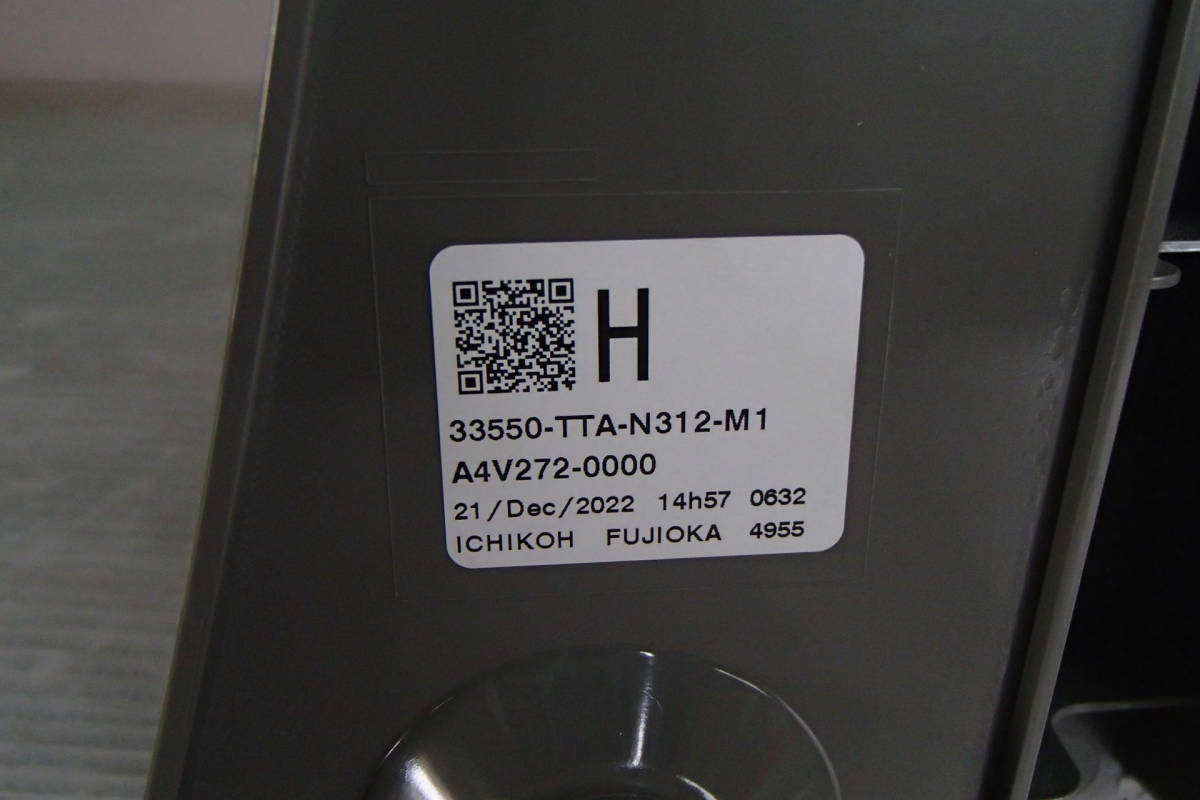 H
33550-TTA-N312-M1
A4V272-0000
21/Dec/2022 14h57 0632
ICHIKOH FUJIOKA 4955